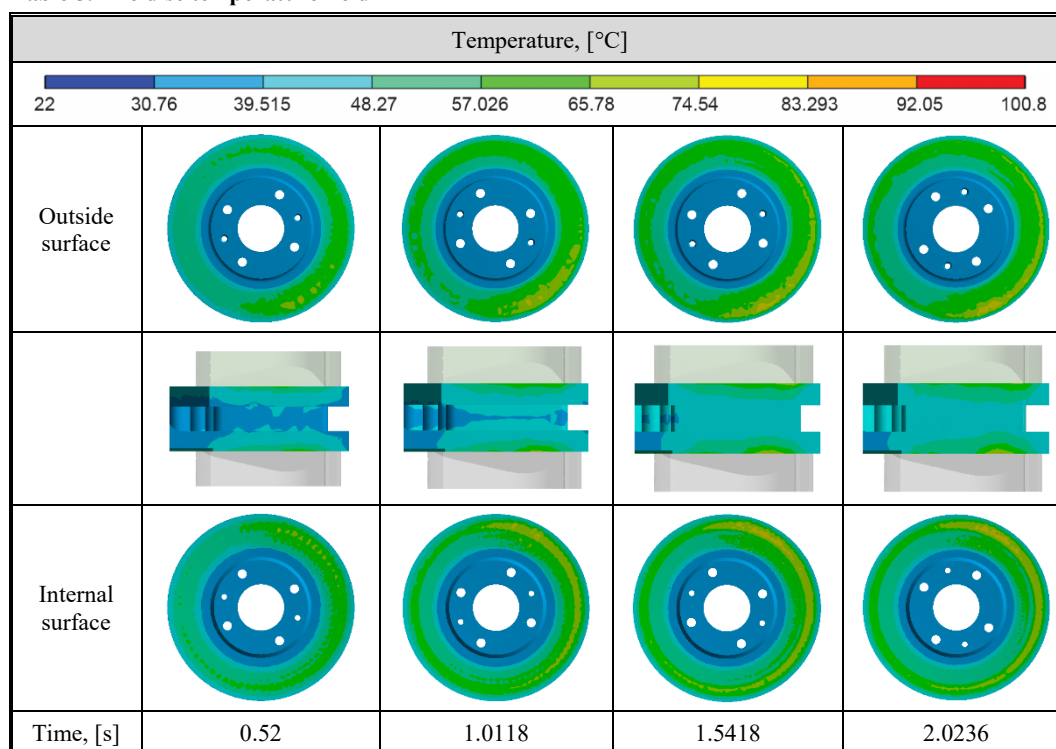 Temperature, [°C]
22 30.76 39.515 48.27 57.026 65.78 74.54 83.293 92.05 100.8
Outside
surface
Internal
surface
Time, [s] 0.52 1.0118 1.5418 2.0236